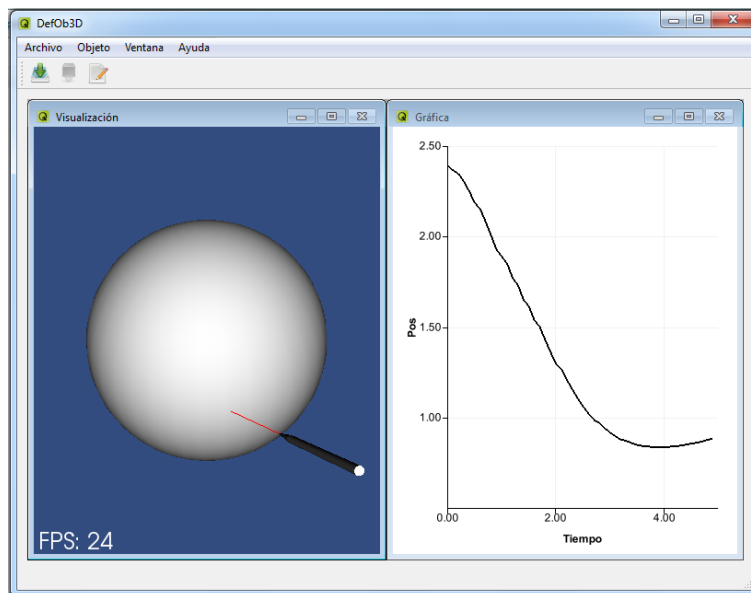 DefOb3D
Archivo Objeto Ventana Ayuda
Visualización
FPS: 24
Gráfica
2.50
2.00
1.50
1.00
Pos
0.00 2.00 4.00
Tiempo